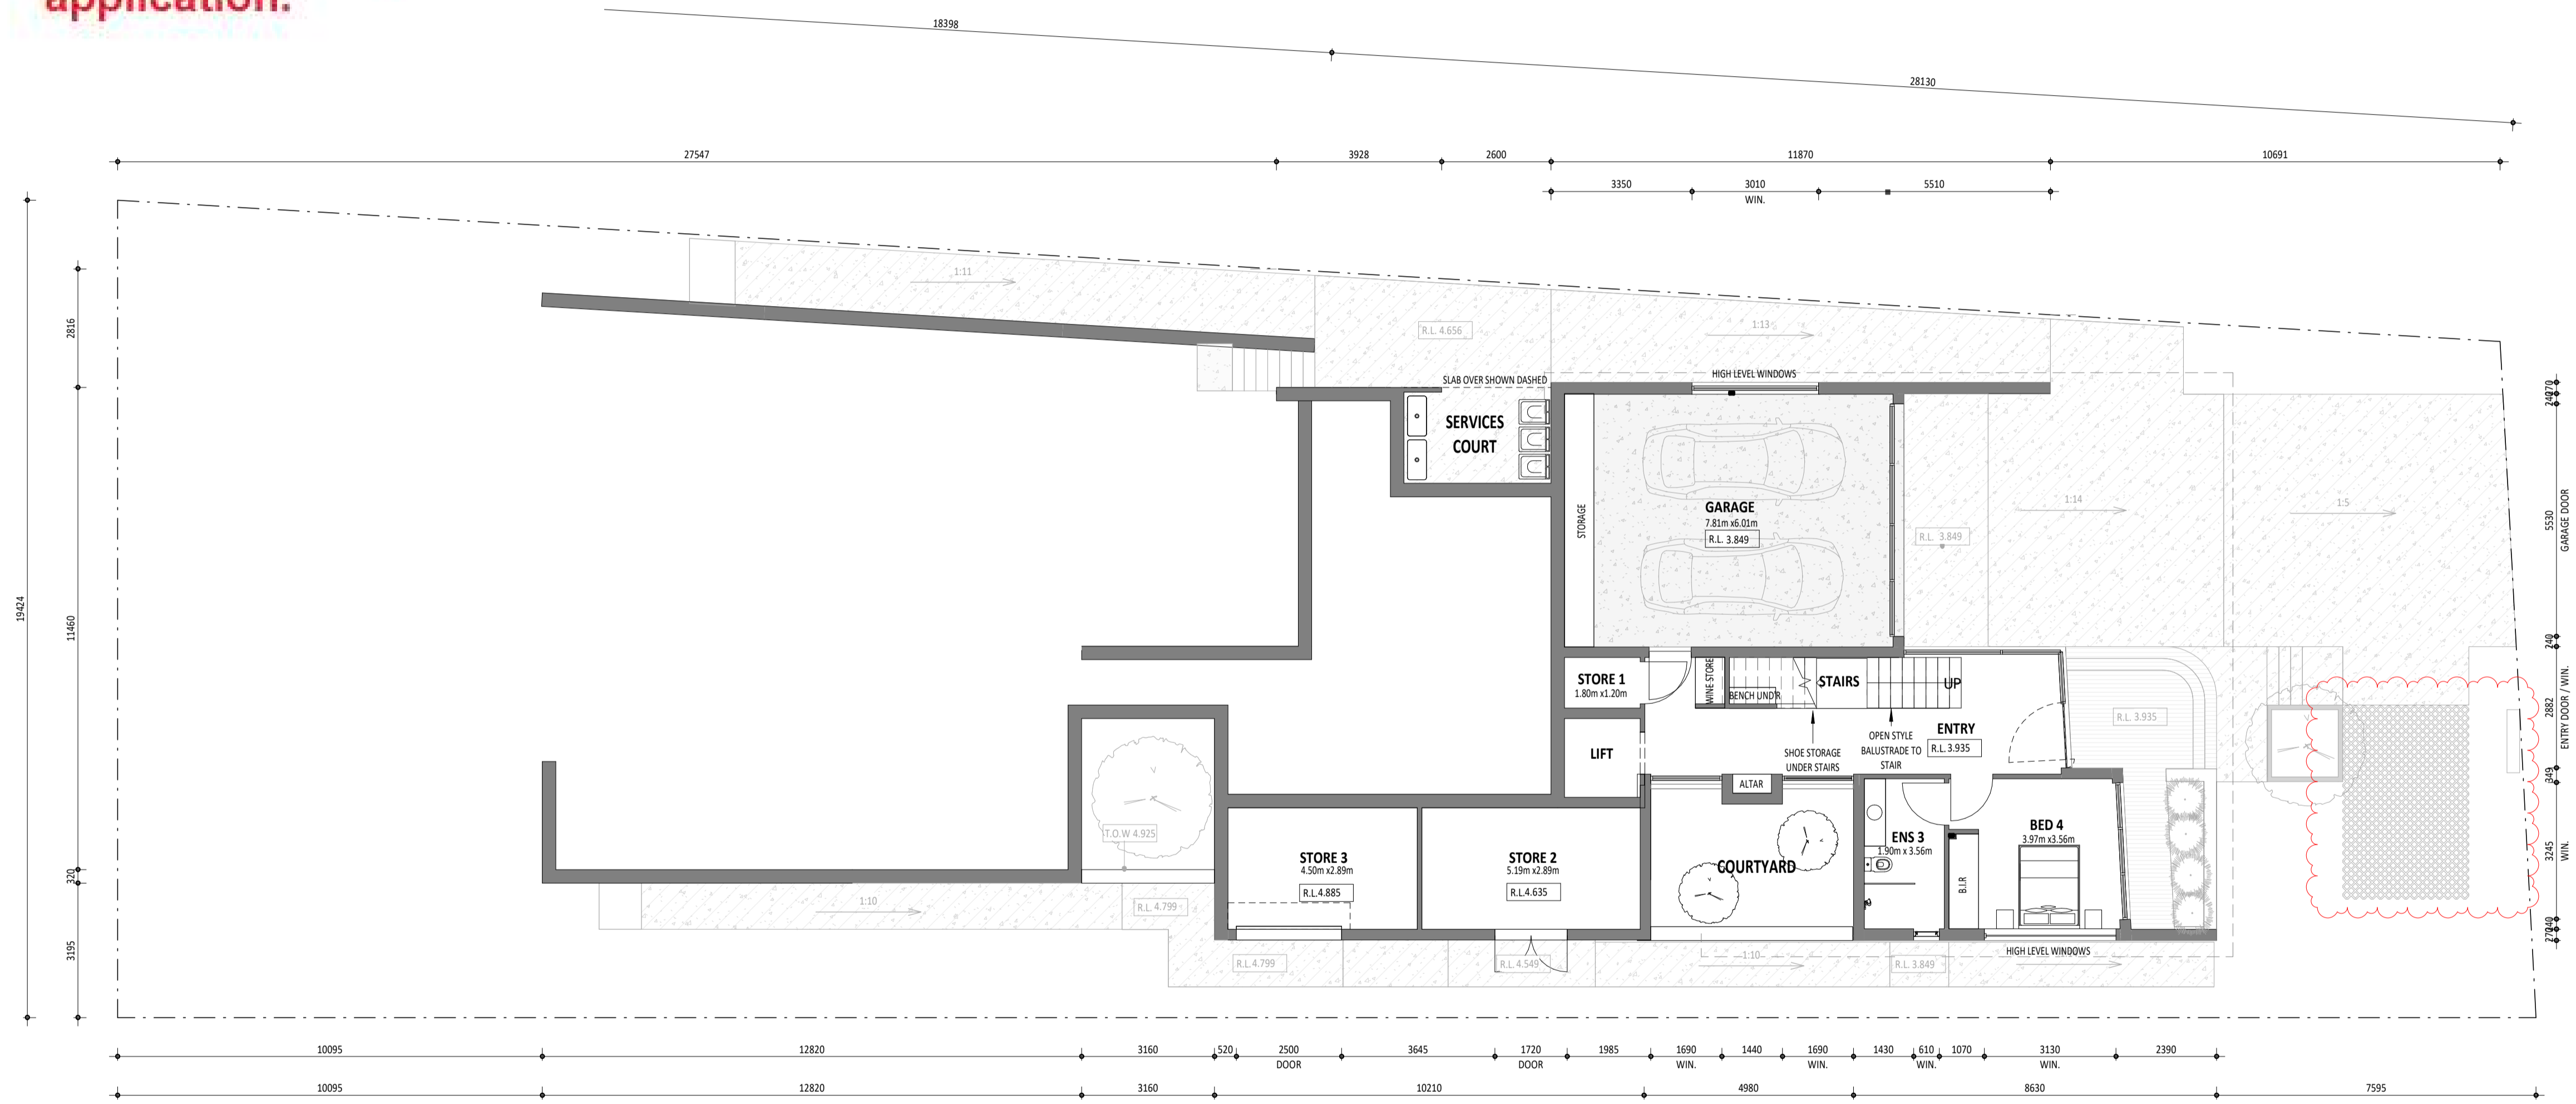 application.
18398
28130
27547
3928
2600
11870
10691
3350
3010
5510
WIN.
19424
2816
11460
320
3195
1:11
R.L. 4.656
1:13
HIGH LEVEL WINDOWS
SLAB OVER SHOWN DASHED
SERVICES
COURT
STORAGE
GARAGE
7.81m x6.01m
R.L. 3.849
R.L. 3.849
1:14
1:5
270
240
5530
GARAGE DOOR
240
2882
ENTRY DOOR / WIN.
349
3245
WIN.
240
270
STORE 1
1.80m x1.20m
WINE STORE
BENCH UND'R
STAIRS
UP
LIFT
SHOE STORAGE
UNDER STAIRS
OPEN STYLE
BALUSTRADE TO
STAIR
ENTRY
R.L. 3.935
R.L. 3.935
ALTAR
T.O.W 4.925
STORE 3
4.50m x2.89m
R.L.4.885
STORE 2
5.19m x2.89m
R.L.4.635
COURTYARD
ENS 3
1.90m x 3.56m
BED 4
3.97m x3.56m
B.I.R
1:10
R.L. 4.799
R.L. 4.799
R.L. 4.549
1:10
R.L. 3.849
HIGH LEVEL WINDOWS
10095
12820
3160
520
2500
3645
1720
1985
1690
1440
1690
1430
610
1070
3130
2390
DOOR
DOOR
WIN.
WIN.
WIN.
WIN.
10095
12820
3160
10210
4980
8630
7595